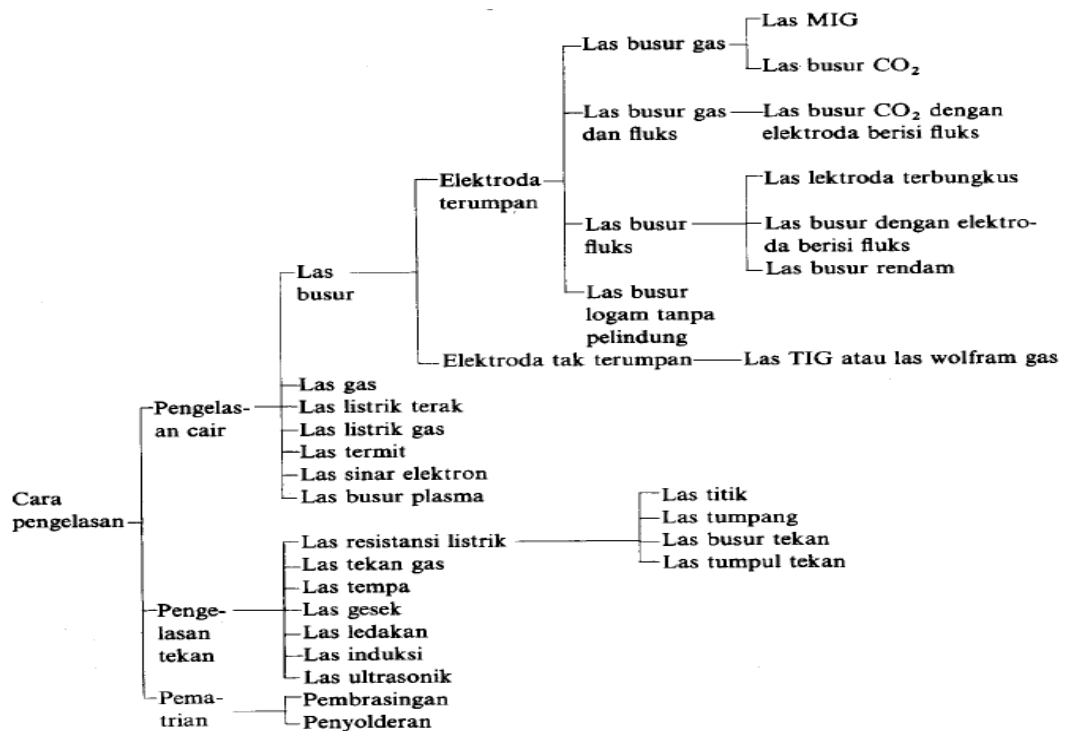 Las MIG
Las busur gas
Las busur CO₂
Las busur gas
dan fluks
Las busur CO₂ dengan
elektroda berisi fluks
Elektroda
terumpan
Las lektroda terbungkus
Las busur
fluks
Las busur dengan elektro-
da berisi fluks
Las busur rendam
Las
busur
Las busur
logam tanpa
pelindung
Elektroda tak terumpan
Las TIG atau las wolfram gas
Pengelas-
an cair
Las gas
Las listrik terak
Las listrik gas
Las termit
Las sinar elektron
Las busur plasma
Cara
pengelasan
Las resistansi listrik
Las titik
Las tumpang
Las busur tekan
Las tumpul tekan
Las tekan gas
Las tempa
Penge-
lasan
tekan
Las gesek
Las ledakan
Las induksi
Las ultrasonik
Pema-
trian
Pembrasingan
Penyolderan